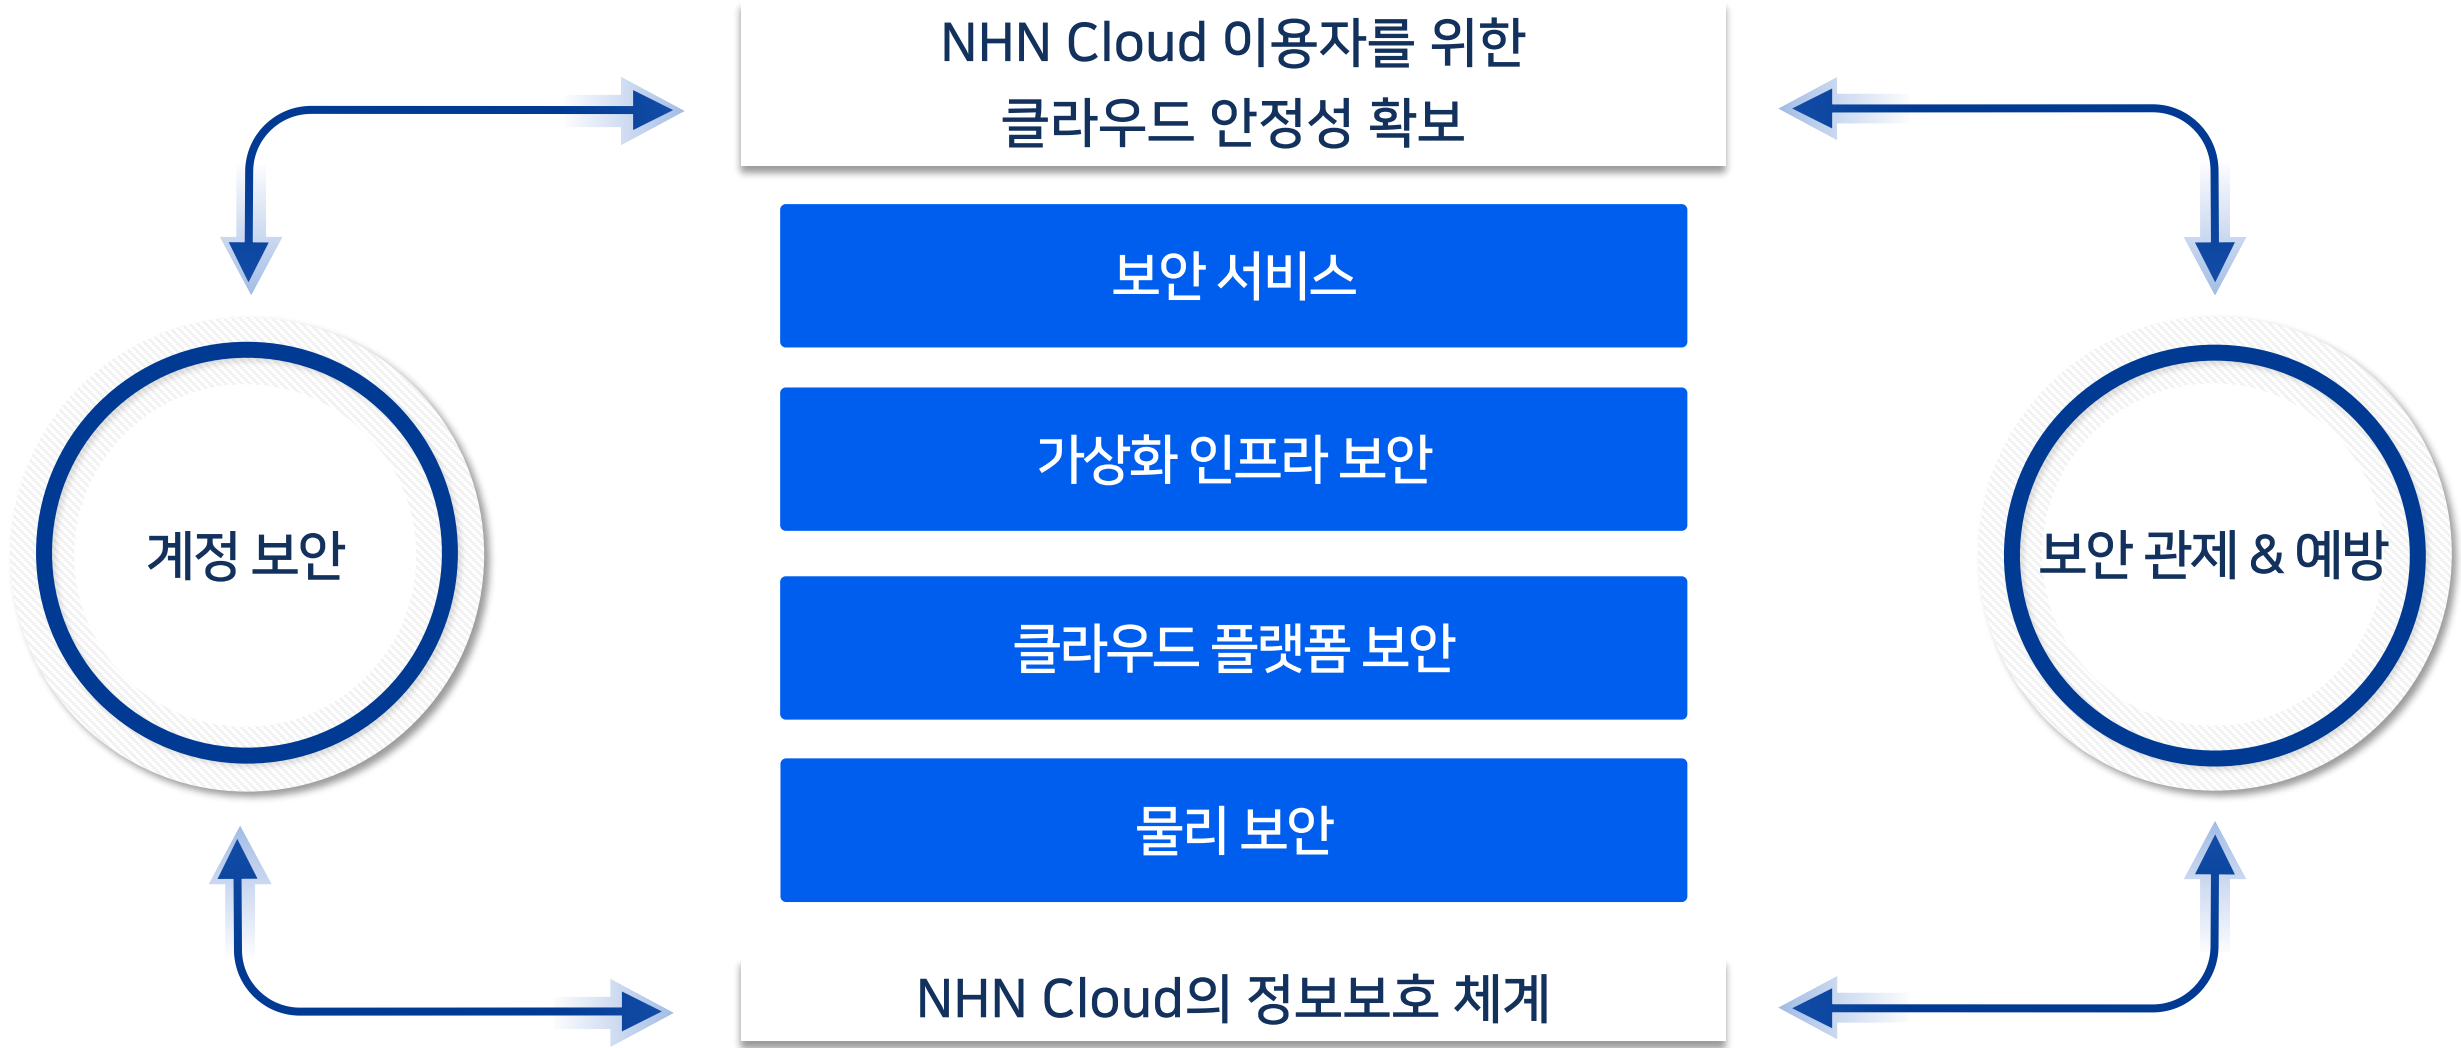 NHN Cloud 이용자를 위한
클라우드 안정성 확보
보안 서비스
가상화 인프라 보안
계정 보안
보안 관제 & 예방
클라우드 플랫폼 보안
물리 보안
NHN Cloud의 정보보호 체계